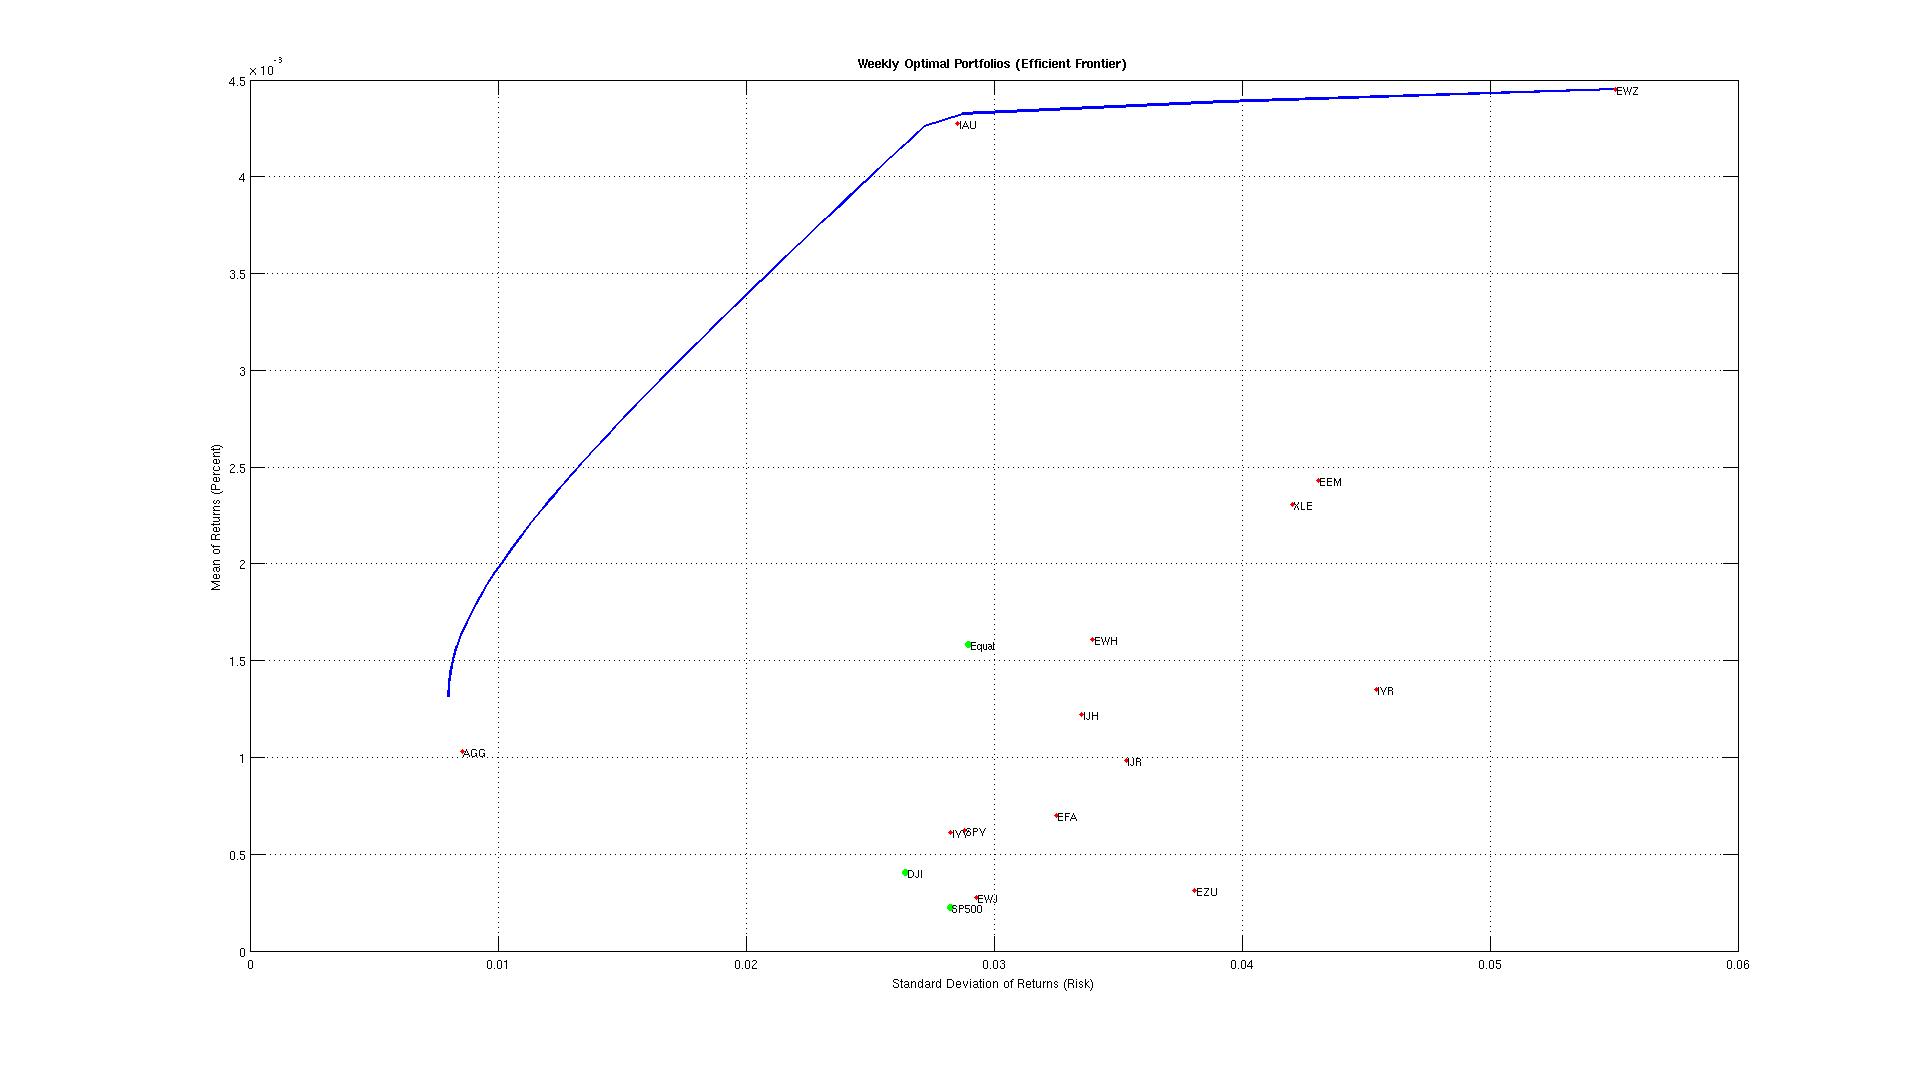 Weekly Optimal Portfolios (Efficient Frontier)
× 10 -3
4.5
4
3.5
3
2.5
2
1.5
1
0.5
0
Mean of Returns (Percent)
EWZ
IAU
EEM
XLE
EWH
Equal
IYR
IJH
AGG
IJR
EFA
IYY
SPY
DJI
EZU
EWJ
SP500
0 0.01 0.02 0.03 0.04 0.05 0.06
Standard Deviation of Returns (Risk)